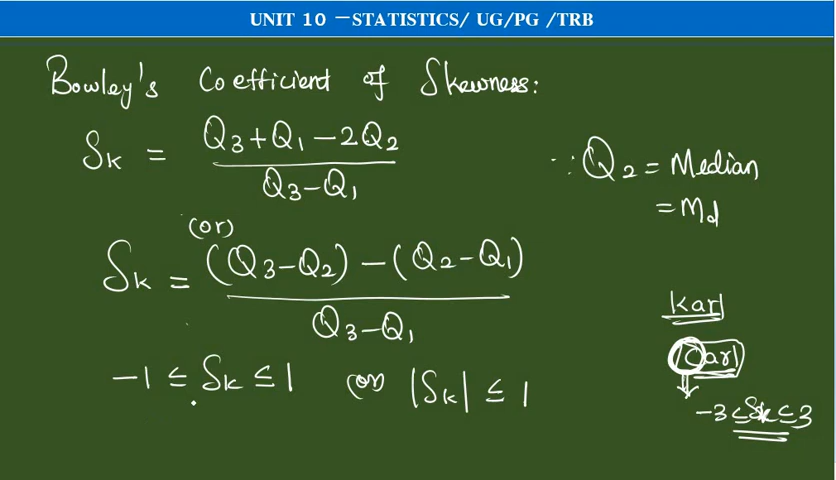 UNIT 10 – STATISTICS/ UG/PG /TRB
Bowley's Coefficient of Skewness:
Sk = (Q3+Q1−2Q2)/(Q3−Q1)
∵ Q2 = Median
= Md
(or)
Sk = ((Q3−Q2)−(Q2−Q1))/(Q3−Q1)
−1 ≤ Sk ≤ 1 (or) |Sk| ≤ 1
Karl
Carl
−3 ≤ Sk ≤ 3